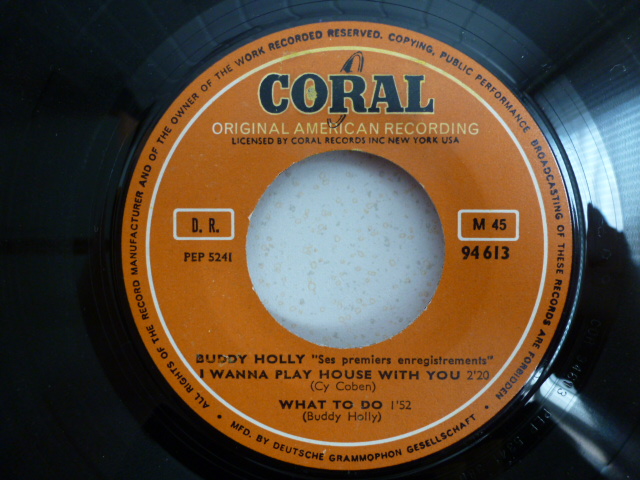 ALL RIGHTS OF THE RECORD MANUFACTURER AND OF THE OWNER OF THE WORK RECORDED RESERVED. COPYING, PUBLIC PERFORMANCE, BROADCASTING OF THESE RECORDS ARE FORBIDDEN
CORAL
ORIGINAL AMERICAN RECORDING
LICENSED BY CORAL RECORDS INC NEW YORK USA
D. R.
M 45
PEP 5241
94 613
BUDDY HOLLY "Ses premiers enregistrements"
I WANNA PLAY HOUSE WITH YOU 2'20
(Cy Coben)
WHAT TO DO 1'52
(Buddy Holly)
• MFD. BY DEUTSCHE GRAMMOPHON GESELLSCHAFT •